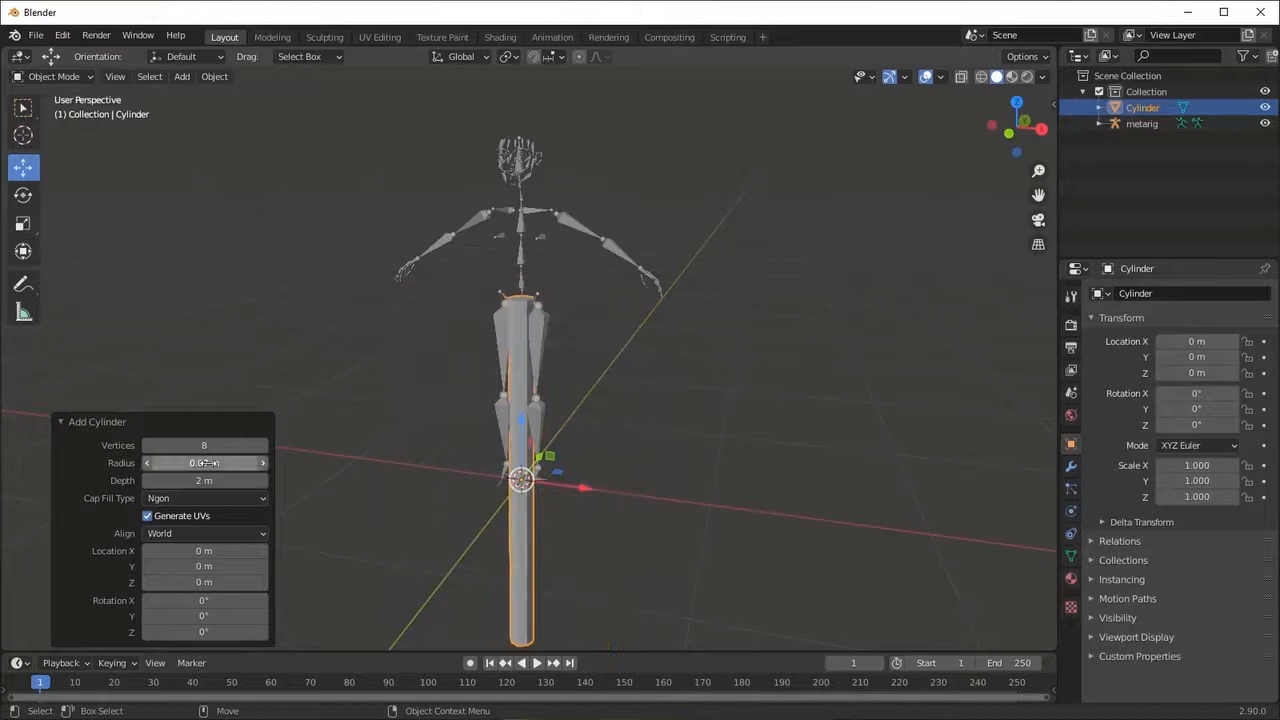 Blender
File Edit Render Window Help Layout Modeling Sculpting UV Editing Texture Paint Shading Animation Rendering Compositing Scripting + Scene View Layer
Orientation: Default Drag: Select Box Global Options
Object Mode View Select Add Object
User Perspective
(1) Collection | Cylinder
Z
X
Y
Scene Collection
Collection
Cylinder
metarig
Cylinder
Cylinder
Transform
Location X 0 m
Y 0 m
Z 0 m
Rotation X 0°
Y 0°
Z 0°
Mode XYZ Euler
Scale X 1.000
Y 1.000
Z 1.000
Delta Transform
Relations
Collections
Instancing
Motion Paths
Visibility
Viewport Display
Custom Properties
Add Cylinder
Vertices 8
Radius
Depth 2 m
Cap Fill Type Ngon
Generate UVs
Align World
Location X 0 m
Y 0 m
Z 0 m
Rotation X 0°
Y 0°
Z 0°
Playback Keying View Marker 1 Start 1 End 250
1 10 20 30 40 50 60 70 80 90 100 110 120 130 140 150 160 170 180 190 200 210 220 230 240 250
Select Box Select Move Object Context Menu 2.90.0